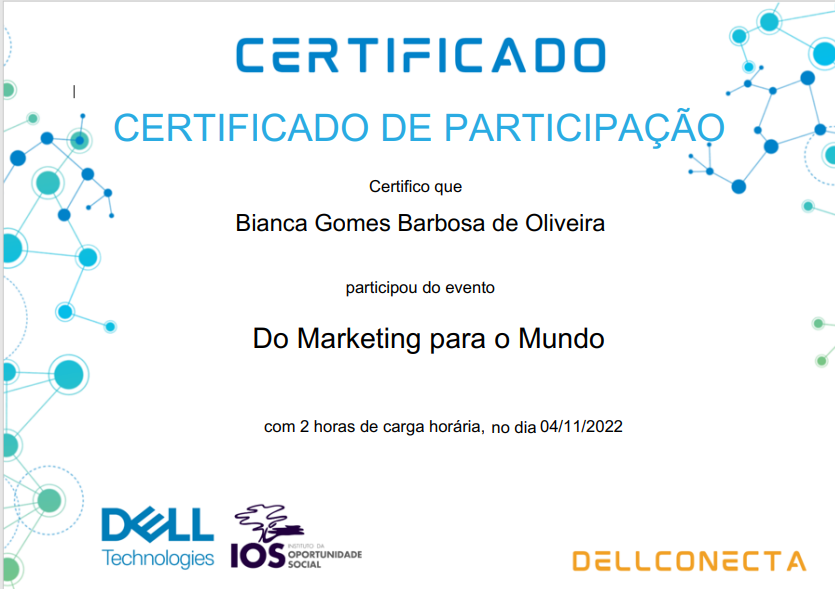 CERTIFICADO
CERTIFICADO DE PARTICIPAÇÃO
Certifico que
Bianca Gomes Barbosa de Oliveira
participou do evento
Do Marketing para o Mundo
com 2 horas de carga horária, no dia 04/11/2022
DELL
Technologies
IOS
INSTITUTO DA
OPORTUNIDADE
SOCIAL
DELLCONECTA